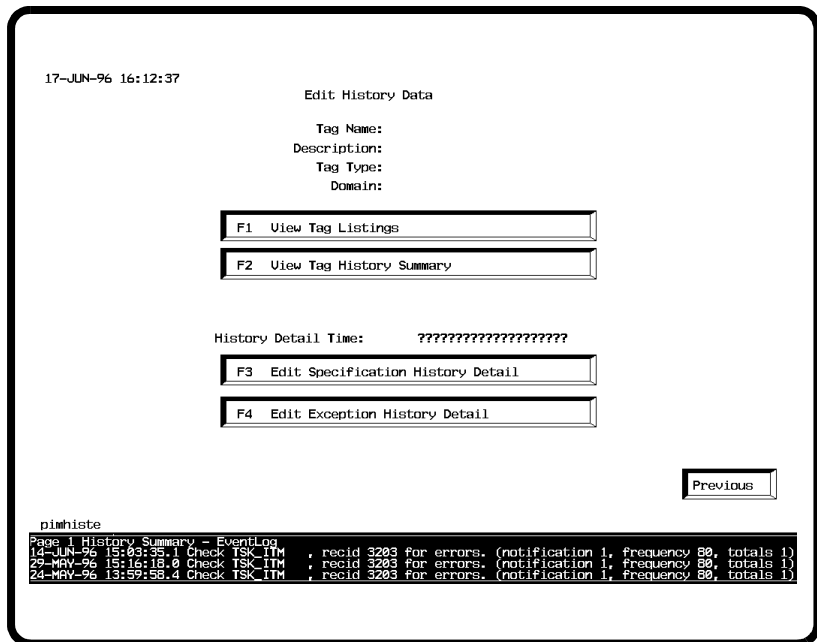 17-JUN-96 16:12:37
Edit History Data
Tag Name:
Description:
Tag Type:
Domain:
F1 View Tag Listings
F2 View Tag History Summary
History Detail Time: ????????????????????
F3 Edit Specification History Detail
F4 Edit Exception History Detail
Previous
pimhiste
Page 1 History Summary - EventLog
14-JUN-96 15:03:35.1 Check TSK_ITM , recid 3203 for errors. (notification 1, frequency 80, totals 1)
29-MAY-96 15:16:18.0 Check TSK_ITM , recid 3203 for errors. (notification 1, frequency 80, totals 1)
24-MAY-96 13:59:58.4 Check TSK_ITM , recid 3203 for errors. (notification 1, frequency 80, totals 1)